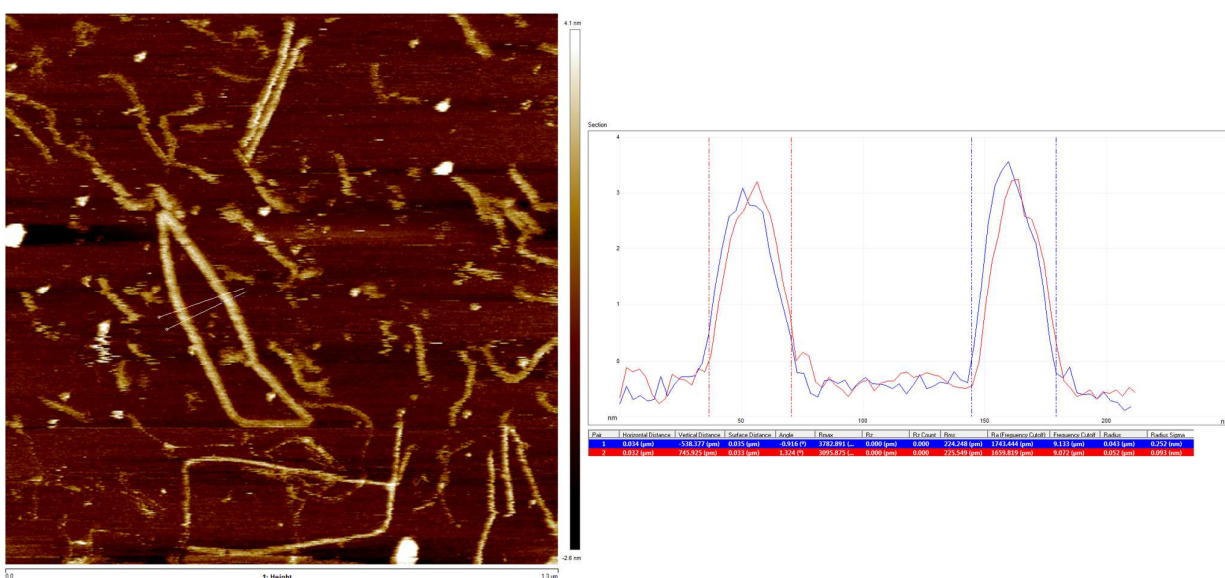 4.1 nm
-2.6 nm
0.0 1: Height 1.3 µm
Section
4
3
2
1
0
nm 50 100 150 200 n
Pair Horizontal Distance Vertical Distance Surface Distance Angle Rmax Rz Rz Count Rms Ra (Frequency Cutoff) Frequency Cutoff Radius Radius Sigma
1 0.034 (µm) -538.377 (pm) 0.035 (µm) -0.916 (º) 3782.891 (... 0.000 (pm) 0.000 224.248 (pm) 1743.444 (pm) 9.133 (µm) 0.043 (µm) 0.252 (nm)
2 0.032 (µm) 745.925 (pm) 0.033 (µm) 1.324 (º) 3095.875 (... 0.000 (pm) 0.000 225.549 (pm) 1659.819 (pm) 9.072 (µm) 0.052 (µm) 0.093 (nm)